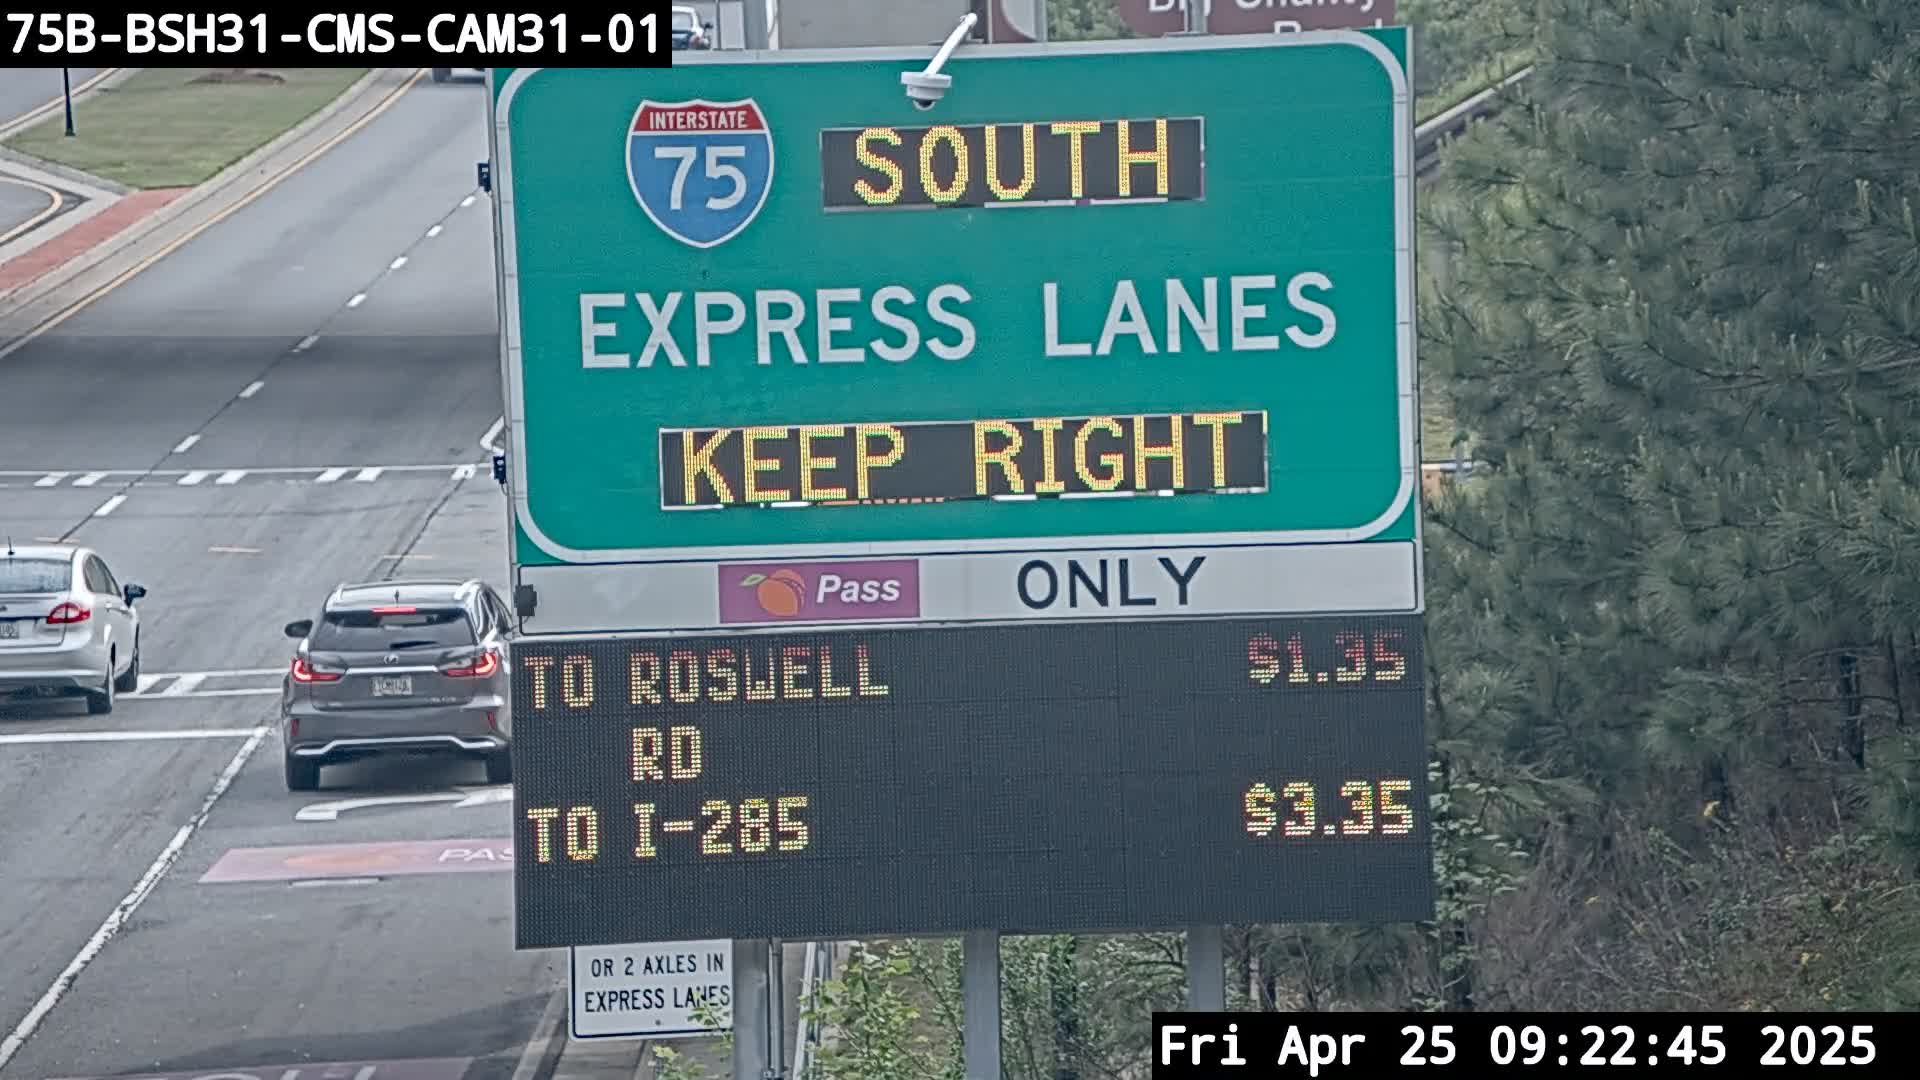 75B-BSH31-CMS-CAM31-01
INTERSTATE
75
SOUTH
EXPRESS LANES
KEEP RIGHT
Pass
ONLY
TO ROSWELL $1.35
RD
TO I-285 $3.35
OR 2 AXLES IN
EXPRESS LANES
Fri Apr 25 09:22:45 2025